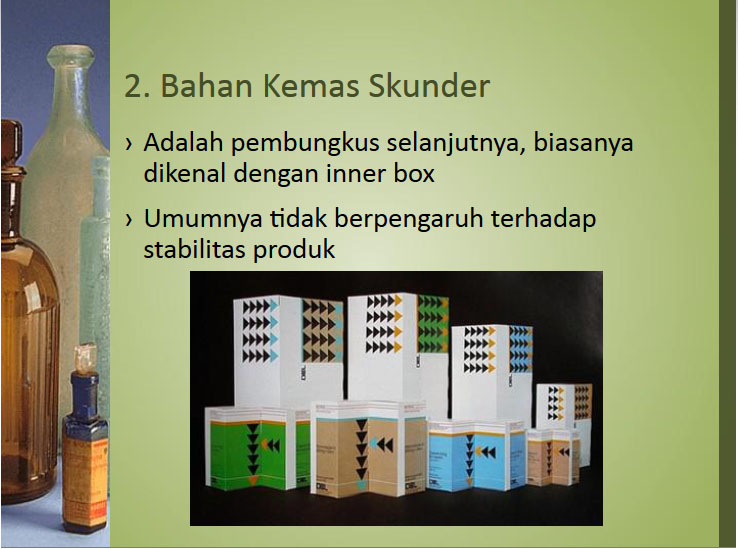 2. Bahan Kemas Skunder
› Adalah pembungkus selanjutnya, biasanya
dikenal dengan inner box
› Umumnya tidak berpengaruh terhadap
stabilitas produk